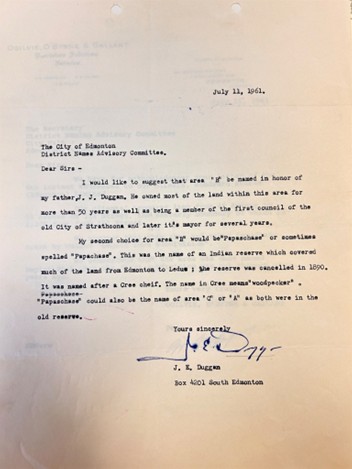 July 11, 1961.
The City of Edmonton
District Names Advisory Committee.
Dear Sirs -
I would like to suggest that area "H" be named in honor of
my father, J. J. Duggan. He owned most of the land within this area for
more than 50 years as well as being a member of the first council of the
old City of Strathcona and later it's mayor for several years.
My second choice for area "H" would be "Papaschase" or sometimes
spelled "Papachase". This was the name of an Indian reserve which covered
much of the land from Edmonton to Leduc ; the reserve was cancelled in 1890.
It was named after a Cree cheif. The name in Cree means "woodpecker" .
"Papaschase" could also be the name of area "C" or "A" as both were in the
old reserve.
Yours sincerely
J. E. Duggan
Box 4201 South Edmonton